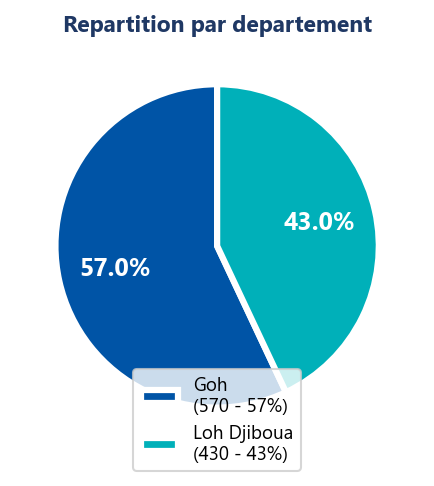 Repartition par departement
43.0%
57.0%
Goh
(570 - 57%)
Loh Djiboua
(430 - 43%)